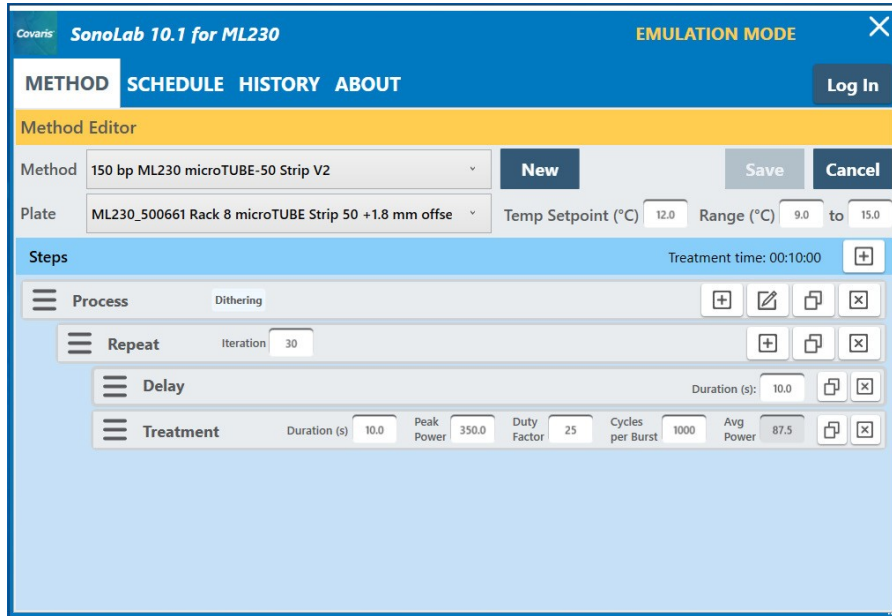 Covaris SonoLab 10.1 for ML230 EMULATION MODE
METHOD SCHEDULE HISTORY ABOUT Log In
Method Editor
Method 150 bp ML230 microTUBE-50 Strip V2 New Save Cancel
Plate ML230_500661 Rack 8 microTUBE Strip 50 +1.8 mm offse Temp Setpoint (°C) 12.0 Range (°C) 9.0 to 15.0
Steps Treatment time: 00:10:00
Process Dithering
Repeat Iteration 30
Delay Duration (s): 10.0
Treatment Duration (s) 10.0 Peak Power 350.0 Duty Factor 25 Cycles per Burst 1000 Avg Power 87.5